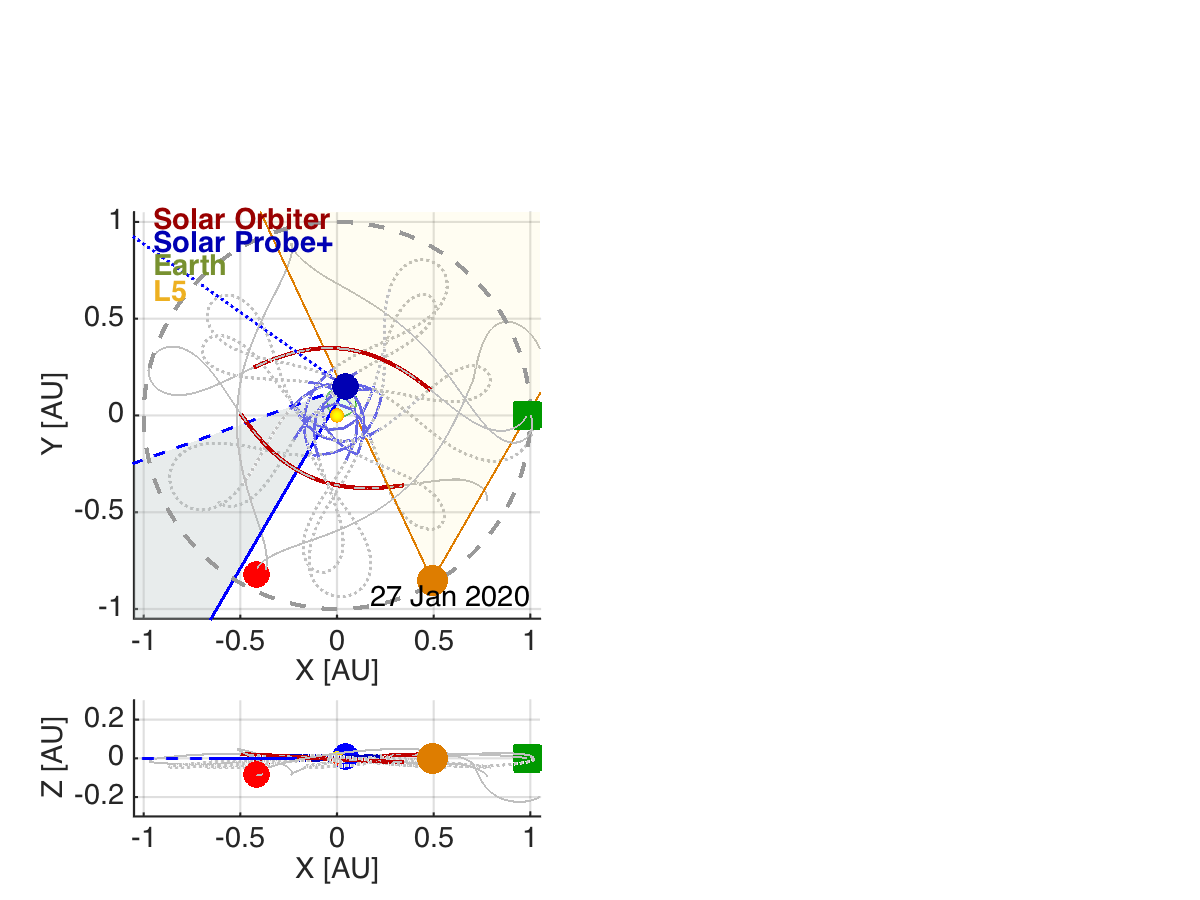 Solar Orbiter
Solar Probe+
Earth
L5
1
0.5
0
-0.5
-1
Y [AU]
27 Jan 2020
-1 -0.5 0 0.5 1
X [AU]
0.2
0
-0.2
Z [AU]
-1 -0.5 0 0.5 1
X [AU]